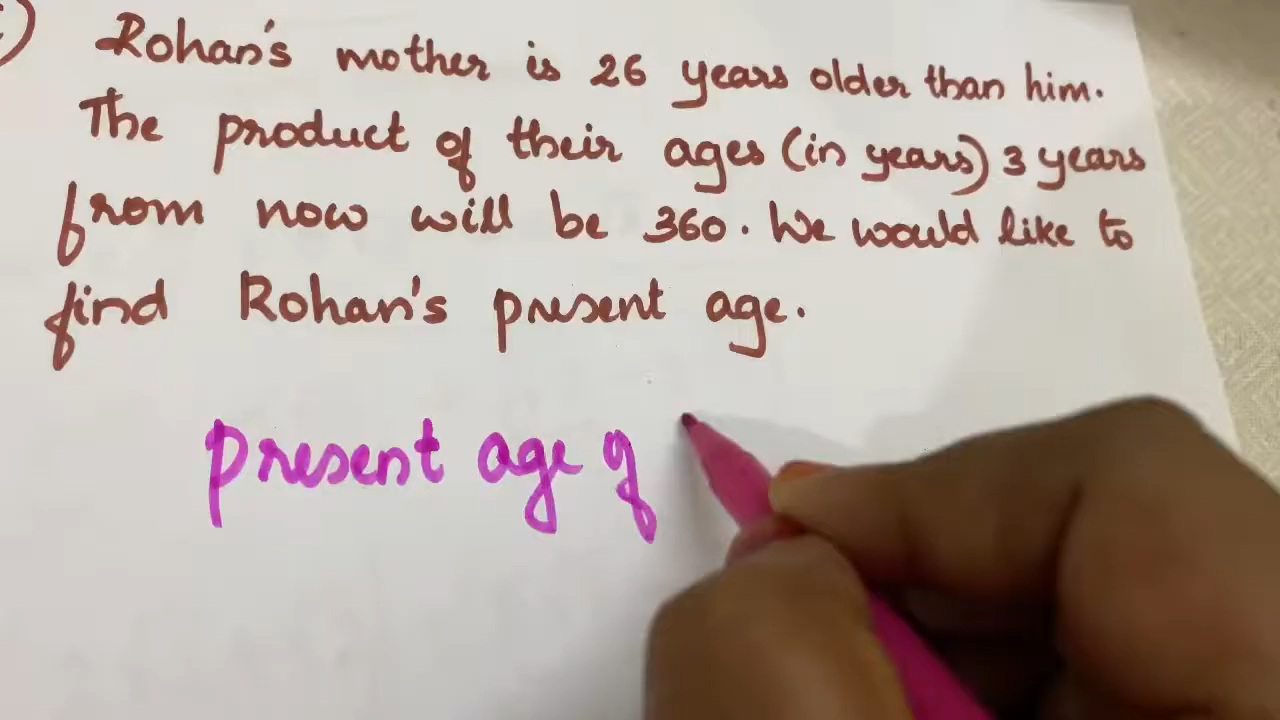 Rohan's mother is 26 years older than him.
The product of their ages (in years) 3 years
from now will be 360. We would like to
find Rohan's present age.
present age of